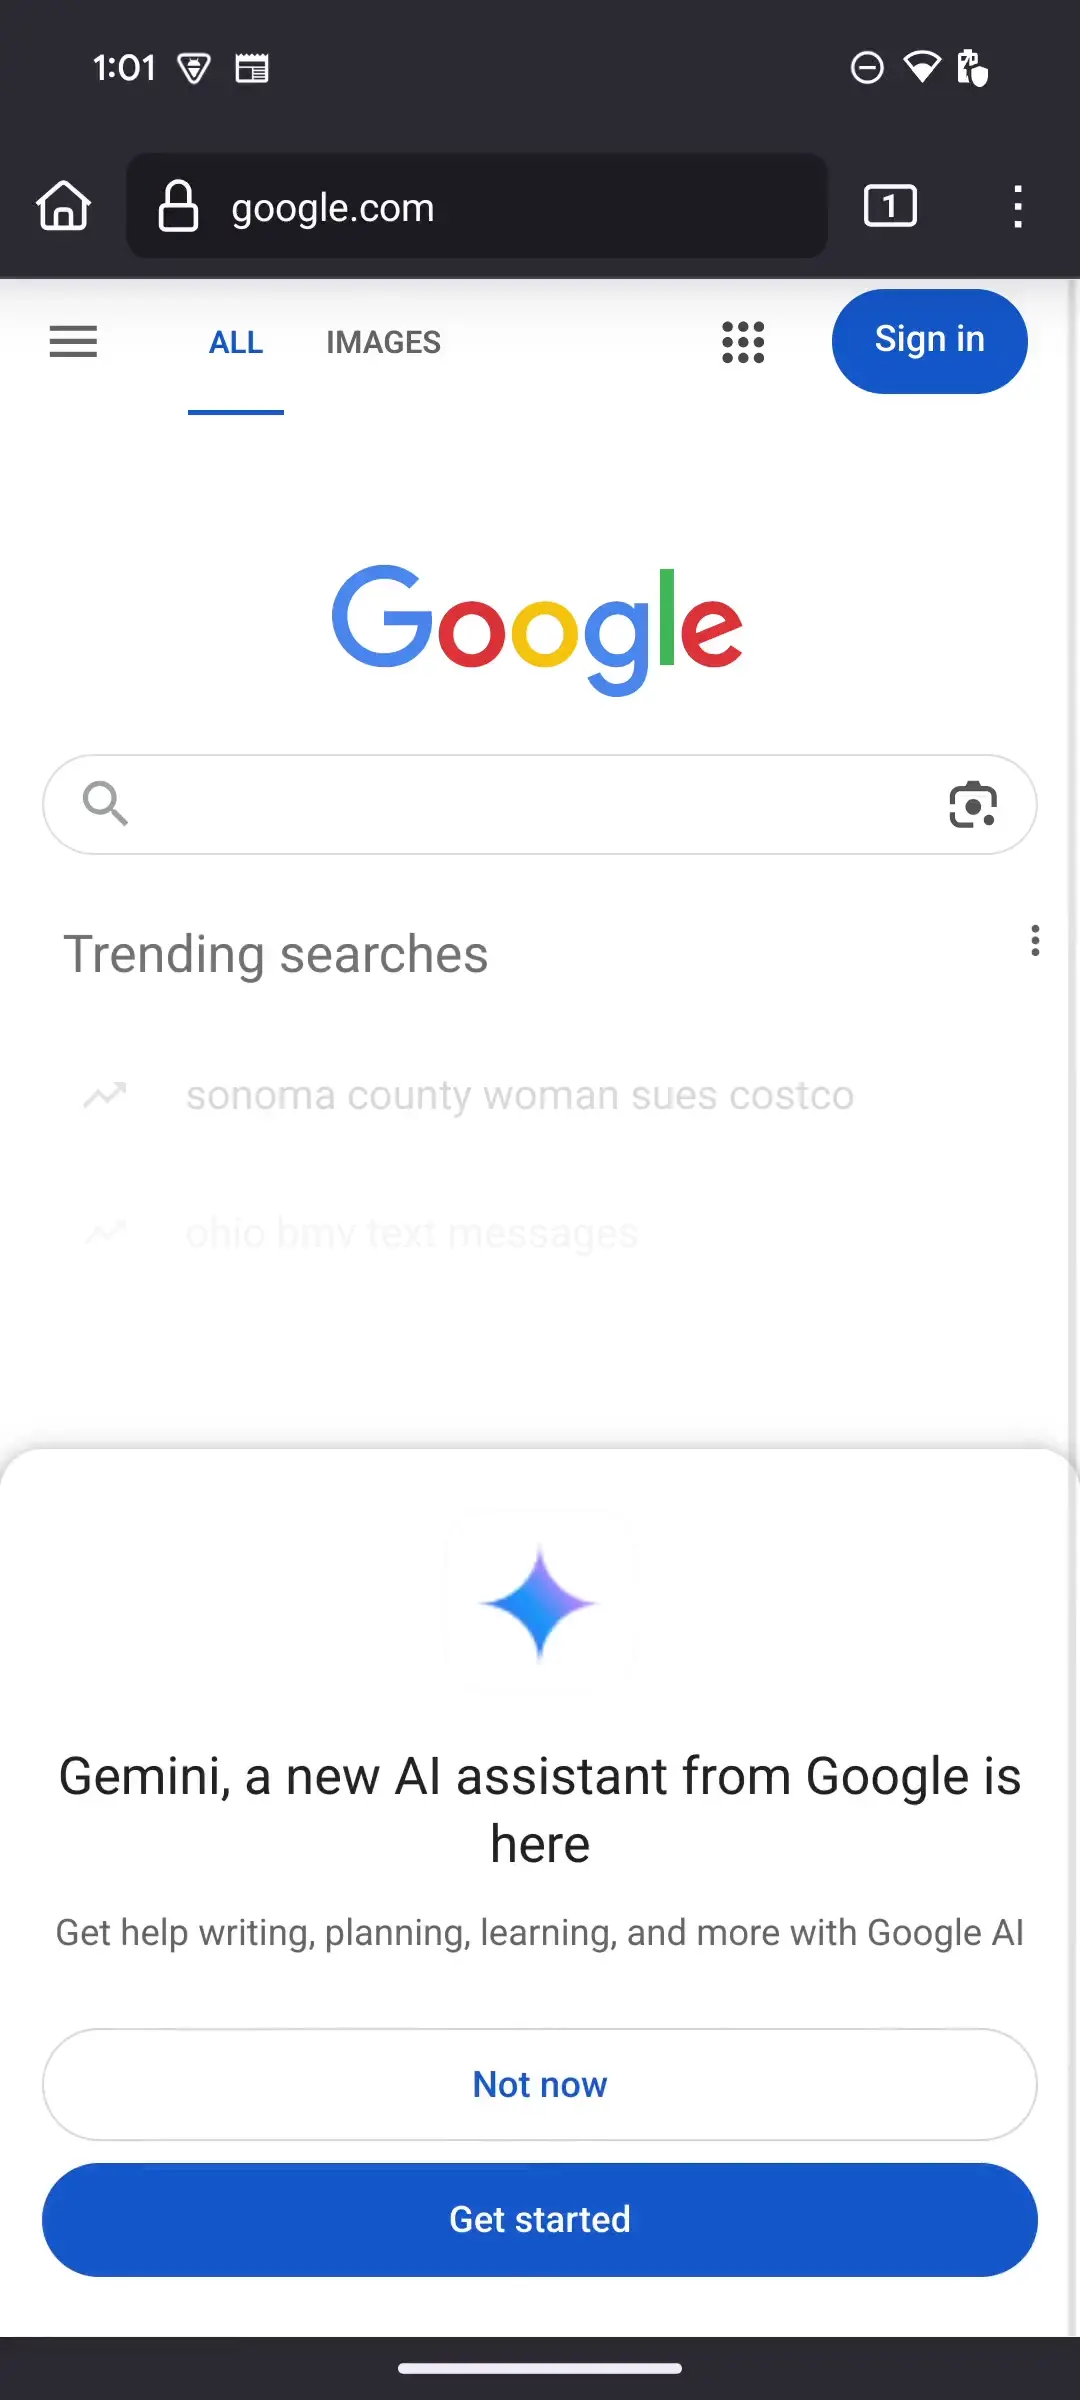 1:01
google.com
1
ALL IMAGES
Sign in
Google
Trending searches
sonoma county woman sues costco
ohio bmv text messages
Gemini, a new AI assistant from Google is
here
Get help writing, planning, learning, and more with Google AI
Not now
Get started